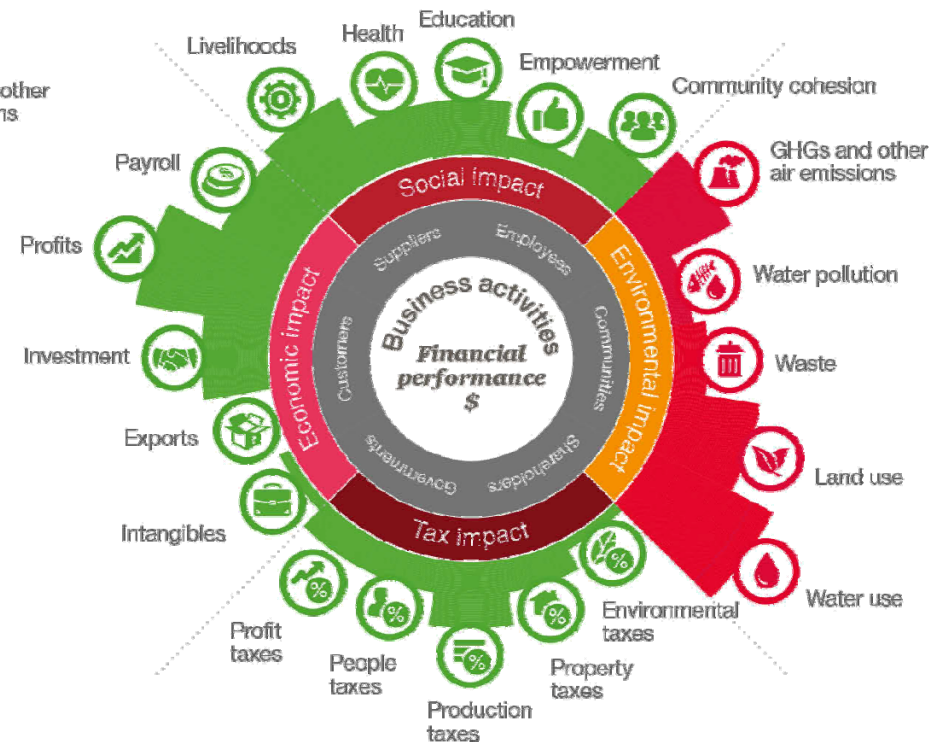 Education
Health
Livelihoods
Empowerment
Community cohesion
other
Payroll
GHGs and other
air emissions
Profits
Water pollution
Investment
Waste
Exports
Land use
Intangibles
Water use
Profit
taxes
People
taxes
Production
taxes
Property
taxes
Environmental
taxes
Social impact
Economic impact
Environmental impact
Tax impact
Suppliers
Employees
Customers
Communities
Governments
Shareholders
Business activities
Financial
performance
$
%
%
%
%
%